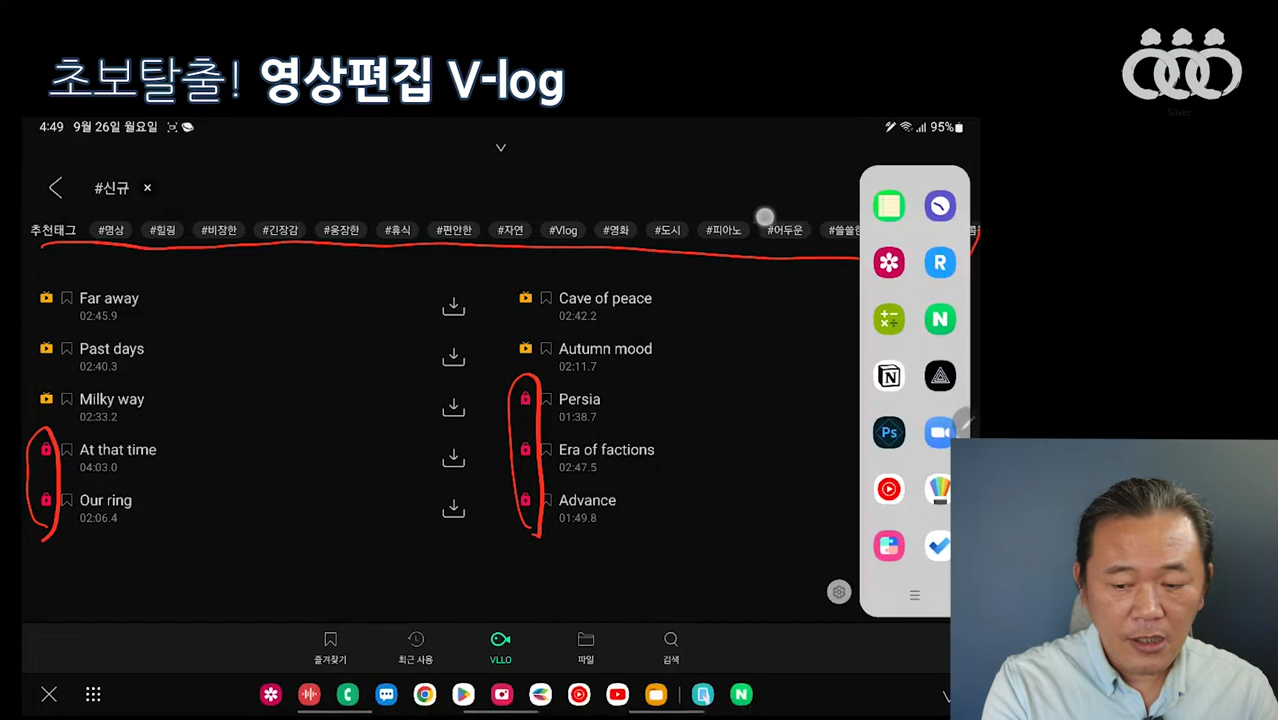 초보탈출! 영상편집 V-log
Silver
4:49 9월 26일 월요일
95%
#신규 ×
추천태그 #명상 #힐링 #비장한 #긴장감 #웅장한 #휴식 #편안한 #자연 #Vlog #영화 #도시 #피아노 #어두운 #쓸쓸한
Far away
02:45.9
Cave of peace
02:42.2
Past days
02:40.3
Autumn mood
02:11.7
Milky way
02:33.2
Persia
01:38.7
At that time
04:03.0
Era of factions
02:47.5
Our ring
02:06.4
Advance
01:49.8
R
N
N
Ps
즐겨찾기 최근 사용 VLLO 파일 검색
N